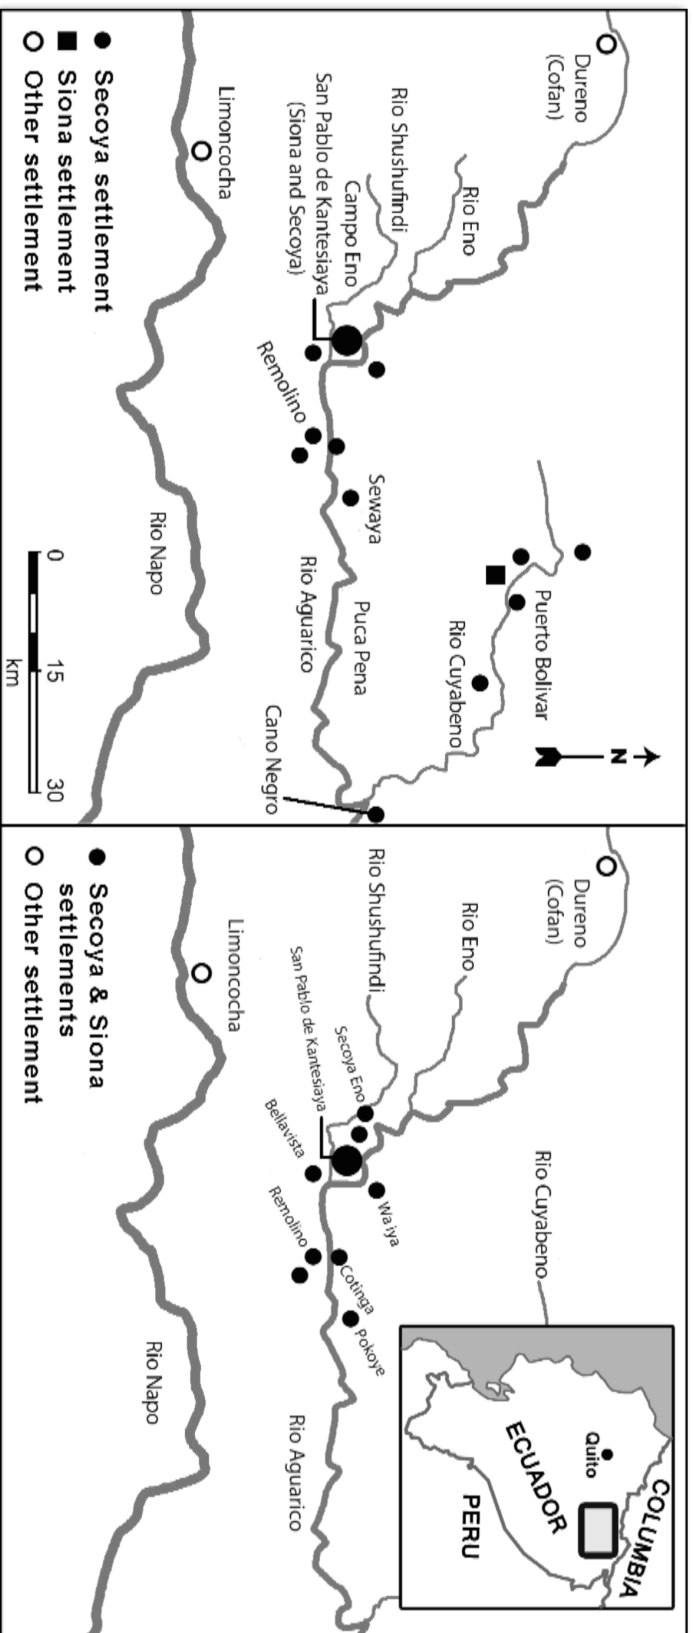 Dureno
(Cofan)
Rio Eno
Rio Shushufindi
Campo Eno
San Pablo de Kantesiaya
(Siona and Secoya)
Remolino
Sewaya
Puerto Bolivar
Rio Cuyabeno
N
Puca Pena
Rio Aguarico
Cano Negro
Limoncocha
Rio Napo
Secoya settlement
Siona settlement
Other settlement
0 15 30
km
Dureno
(Cofan)
Rio Eno
Rio Shushufindi
Rio Cuyabeno
Secoya Eno
San Pablo de Kantesiaya
Bellavista
Wa iya
Remolino
Cotinga
Pokoye
Rio Aguarico
Limoncocha
Rio Napo
Secoya & Siona
settlements
Other settlement
COLUMBIA
Quito
ECUADOR
PERU